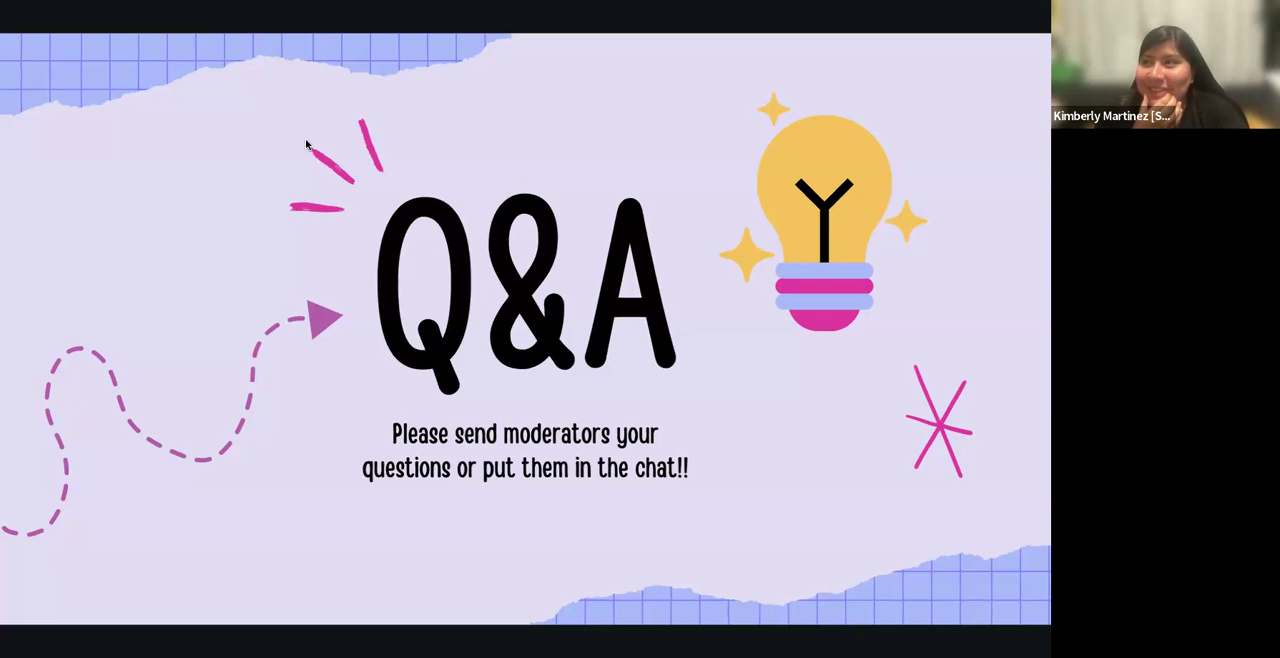 Q&A
Please send moderators your
questions or put them in the chat!!
Kimberly Martinez [S...